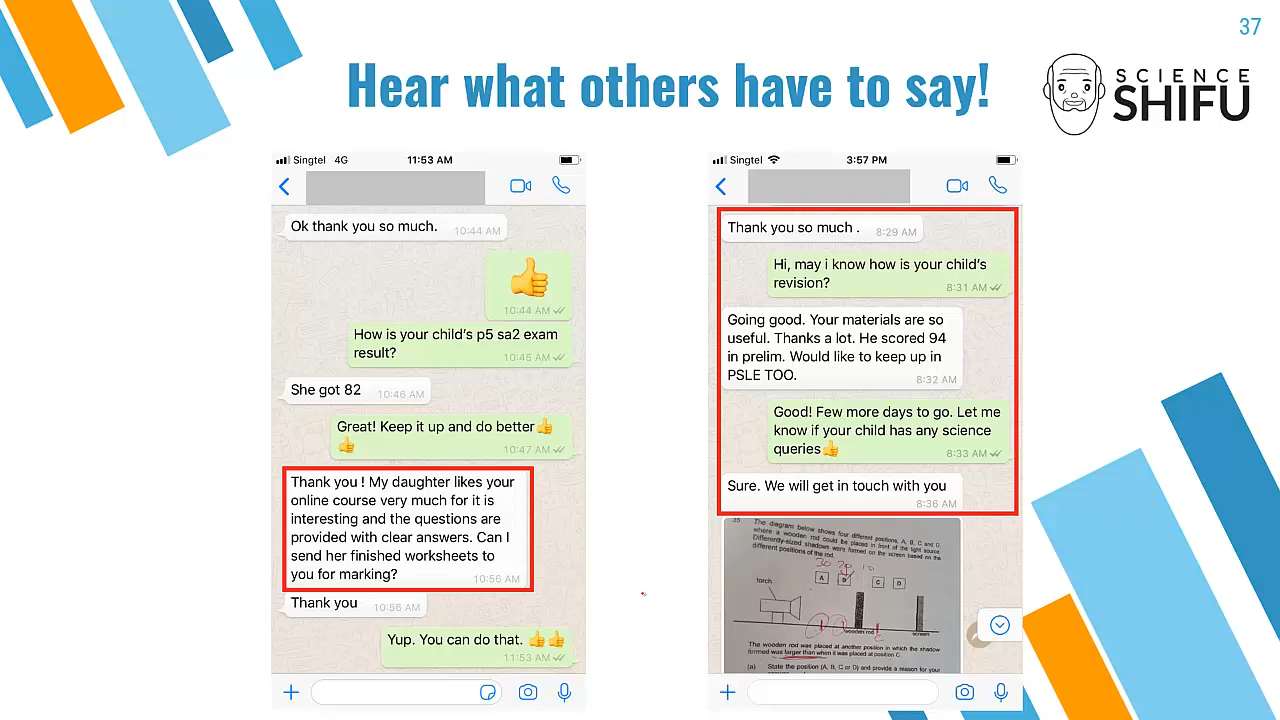 37
Hear what others have to say!
SCIENCE
SHIFU
Singtel 4G 11:53 AM
Ok thank you so much. 10:44 AM
10:44 AM
How is your child's p5 sa2 exam
result? 10:45 AM
She got 82 10:46 AM
Great! Keep it up and do better
10:47 AM
Thank you ! My daughter likes your
online course very much for it is
interesting and the questions are
provided with clear answers. Can I
send her finished worksheets to
you for marking? 10:56 AM
Thank you 10:56 AM
Yup. You can do that.
11:53 AM
Singtel 3:57 PM
Thank you so much . 8:29 AM
Hi, may i know how is your child's
revision? 8:31 AM
Going good. Your materials are so
useful. Thanks a lot. He scored 94
in prelim. Would like to keep up in
PSLE TOO. 8:32 AM
Good! Few more days to go. Let me
know if your child has any science
queries 8:33 AM
Sure. We will get in touch with you
8:36 AM
35. The diagram below shows four different positions, A, B, C and D,
where a wooden rod could be placed in front of the light source.
Differently-sized shadows were formed on the screen based on the
different positions of the rod.
A B C D
torch
wooden rod
screen
The wooden rod was placed at another position in which the shadow
formed was larger than when it was placed at position C.
(a) State the position (A, B, C or D) and provide a reason for your